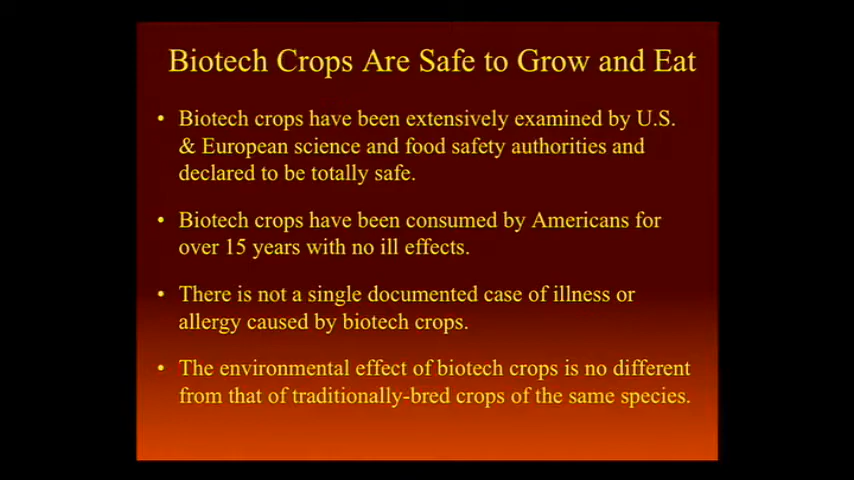 Biotech Crops Are Safe to Grow and Eat
• Biotech crops have been extensively examined by U.S.
& European science and food safety authorities and
declared to be totally safe.
• Biotech crops have been consumed by Americans for
over 15 years with no ill effects.
• There is not a single documented case of illness or
allergy caused by biotech crops.
• The environmental effect of biotech crops is no different
from that of traditionally-bred crops of the same species.